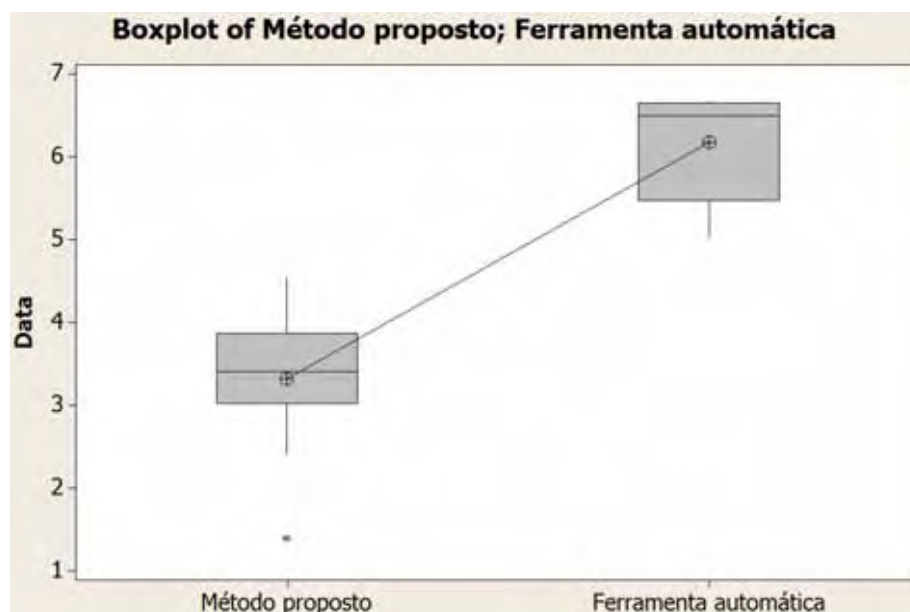 Boxplot of Método proposto; Ferramenta automática
7
6
5
4
3
2
1
Data
Método proposto
Ferramenta automática